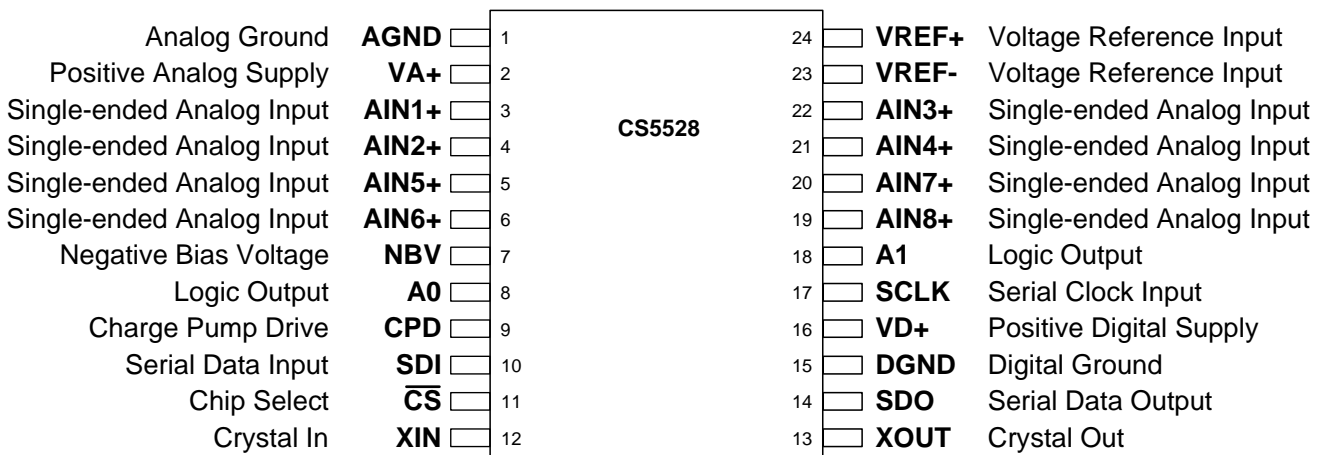 Analog Ground AGND 1 24 VREF+ Voltage Reference Input
Positive Analog Supply VA+ 2 23 VREF- Voltage Reference Input
Single-ended Analog Input AIN1+ 3 22 AIN3+ Single-ended Analog Input
CS5528
Single-ended Analog Input AIN2+ 4 21 AIN4+ Single-ended Analog Input
Single-ended Analog Input AIN5+ 5 20 AIN7+ Single-ended Analog Input
Single-ended Analog Input AIN6+ 6 19 AIN8+ Single-ended Analog Input
Negative Bias Voltage NBV 7 18 A1 Logic Output
Logic Output A0 8 17 SCLK Serial Clock Input
Charge Pump Drive CPD 9 16 VD+ Positive Digital Supply
Serial Data Input SDI 10 15 DGND Digital Ground
Chip Select C̅S̅ 11 14 SDO Serial Data Output
Crystal In XIN 12 13 XOUT Crystal Out